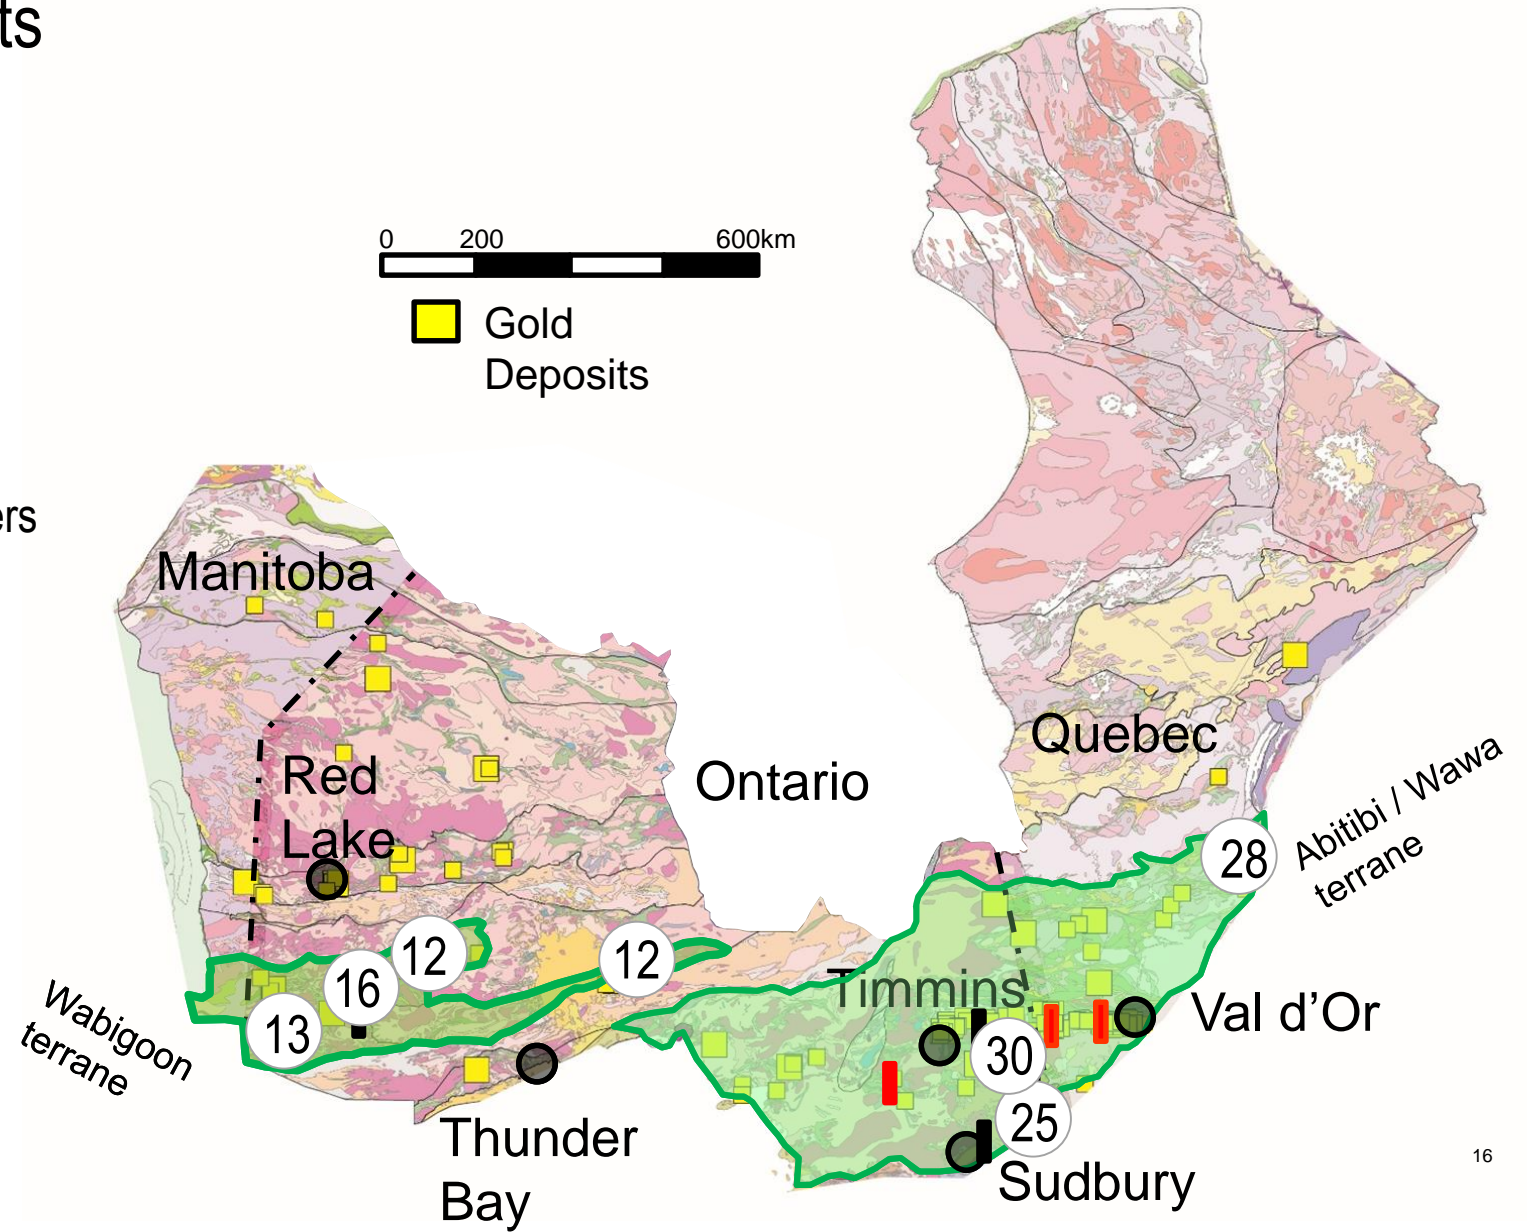 ts
0 200 600km
Gold
Deposits
ers
Manitoba
Red
Lake
Ontario
Quebec
Abitibi / Wawa
terrane
28
12
12
16
13
Wabigoon
terrane
Timmins
Val d’Or
30
25
Thunder
Bay
Sudbury
16